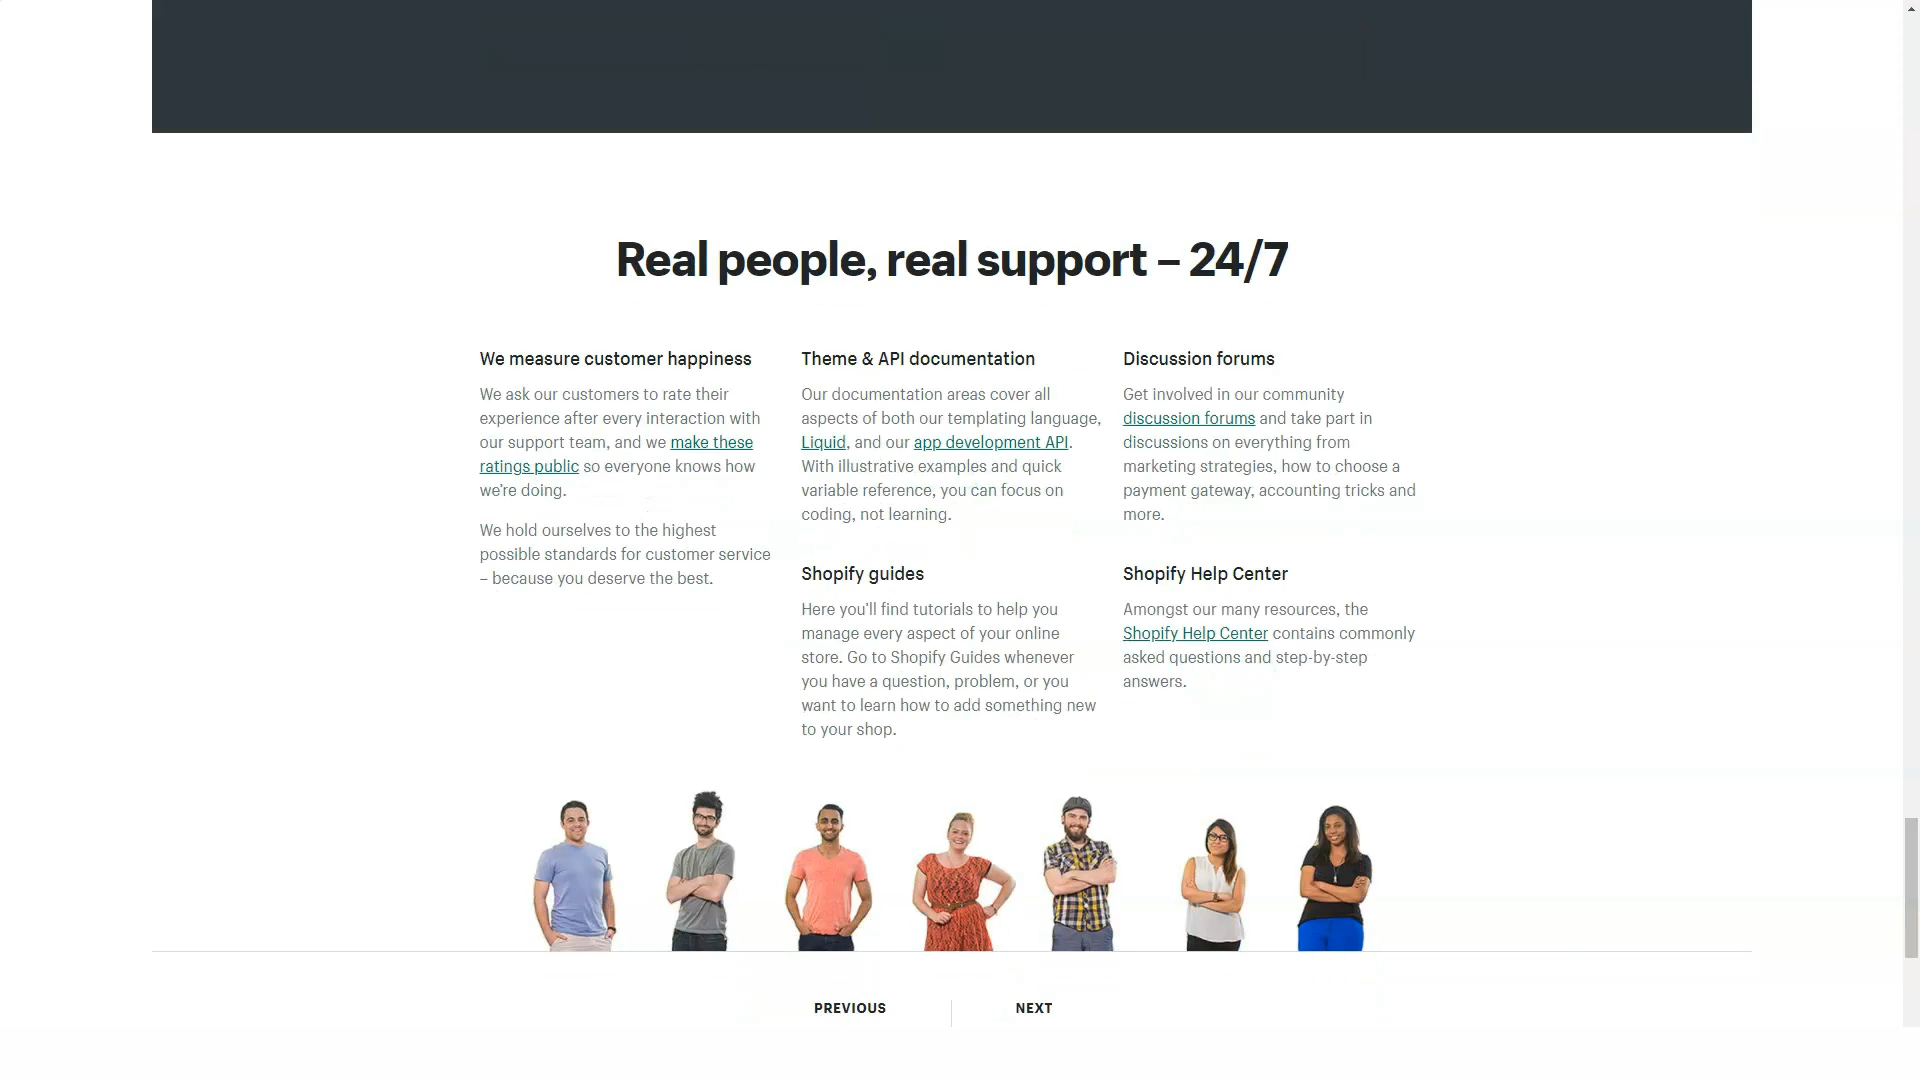 Real people, real support – 24/7
We measure customer happiness
We ask our customers to rate their
experience after every interaction with
our support team, and we make these
ratings public so everyone knows how
we're doing.
We hold ourselves to the highest
possible standards for customer service
– because you deserve the best.
Theme & API documentation
Our documentation areas cover all
aspects of both our templating language,
Liquid, and our app development API.
With illustrative examples and quick
variable reference, you can focus on
coding, not learning.
Shopify guides
Here you'll find tutorials to help you
manage every aspect of your online
store. Go to Shopify Guides whenever
you have a question, problem, or you
want to learn how to add something new
to your shop.
Discussion forums
Get involved in our community
discussion forums and take part in
discussions on everything from
marketing strategies, how to choose a
payment gateway, accounting tricks and
more.
Shopify Help Center
Amongst our many resources, the
Shopify Help Center contains commonly
asked questions and step-by-step
answers.
PREVIOUS
NEXT